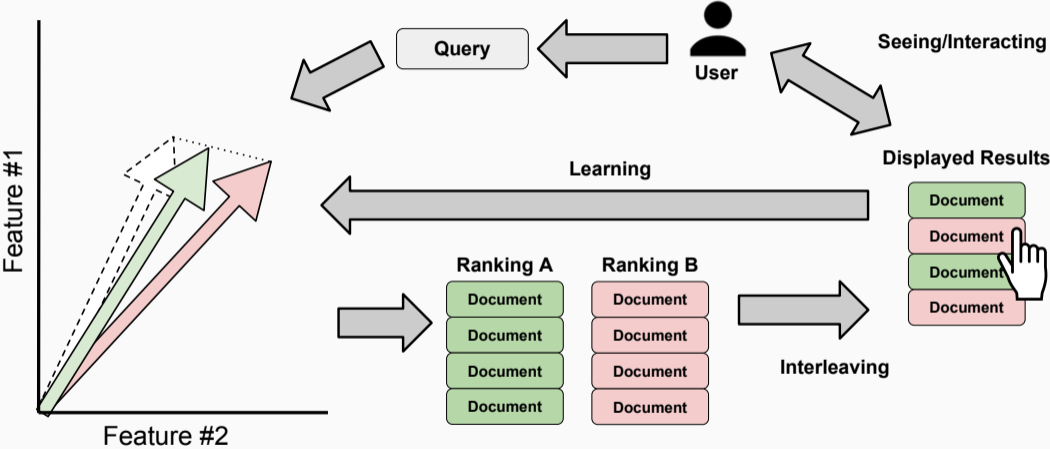 Query
User
Seeing/Interacting
Displayed Results
Document
Document
Document
Document
Learning
Feature #1
Ranking A
Ranking B
Document
Document
Document
Document
Document
Document
Document
Document
Interleaving
Feature #2